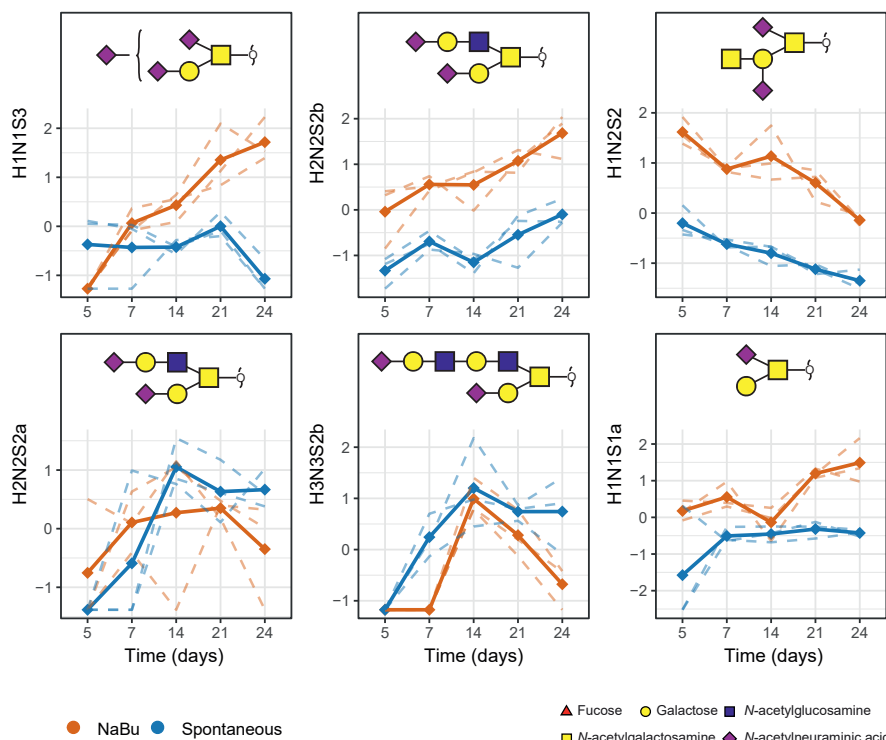 H1N1S3
2
1
0
−1
5 7 14 21 24
H2N2S2b
2
1
0
−1
5 7 14 21 24
H1N2S2
2
1
0
−1
5 7 14 21 24
H2N2S2a
1
0
−1
5 7 14 21 24
Time (days)
H3N3S2b
2
1
0
−1
5 7 14 21 24
Time (days)
H1N1S1a
2
1
0
−1
−2
5 7 14 21 24
Time (days)
NaBu Spontaneous
Fucose Galactose N-acetylglucosamine
N-acetylgalactosamine N-acetylneuraminic acid